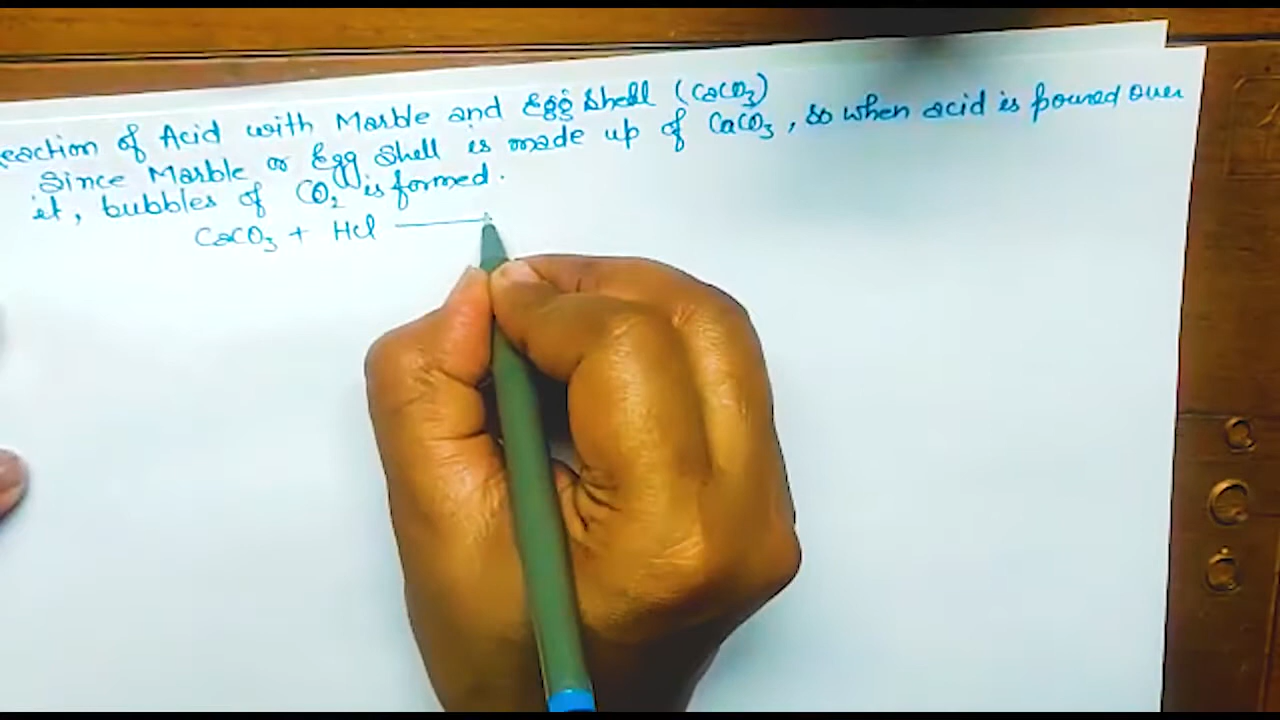 eaction of Acid with Marble and Egg Shell (CaCO3)
Since Marble or Egg Shell is made up of CaCO3, so when acid is poured over
it, bubbles of CO2 is formed.
CaCO3 + HCl